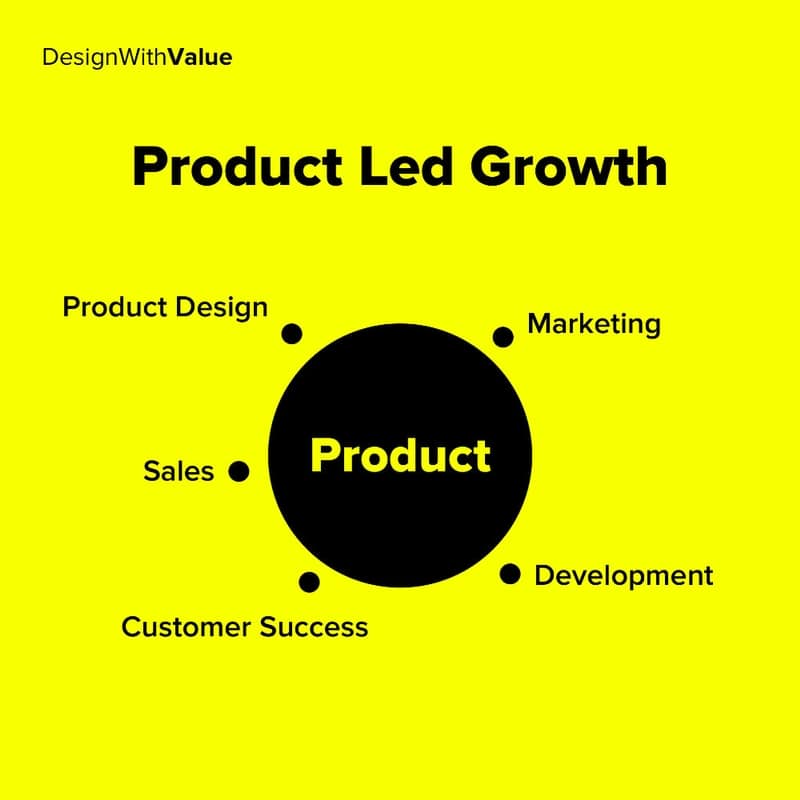 DesignWithValue
Product Led Growth
Product Design
Marketing
Product
Sales
Development
Customer Success